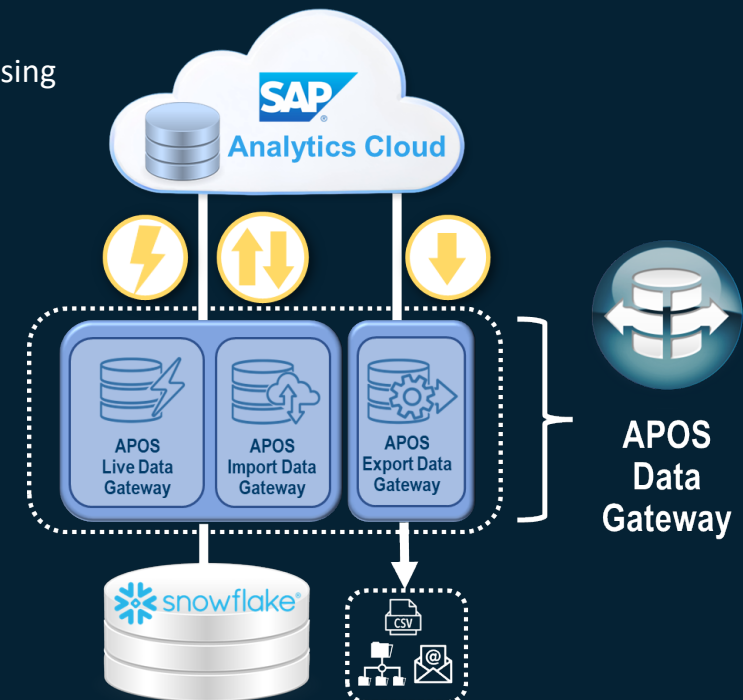 sing
SAP
®
Analytics Cloud
APOS
Live Data
Gateway
APOS
Import Data
Gateway
APOS
Export Data
Gateway
APOS
Data
Gateway
snowflake®
CSV
@